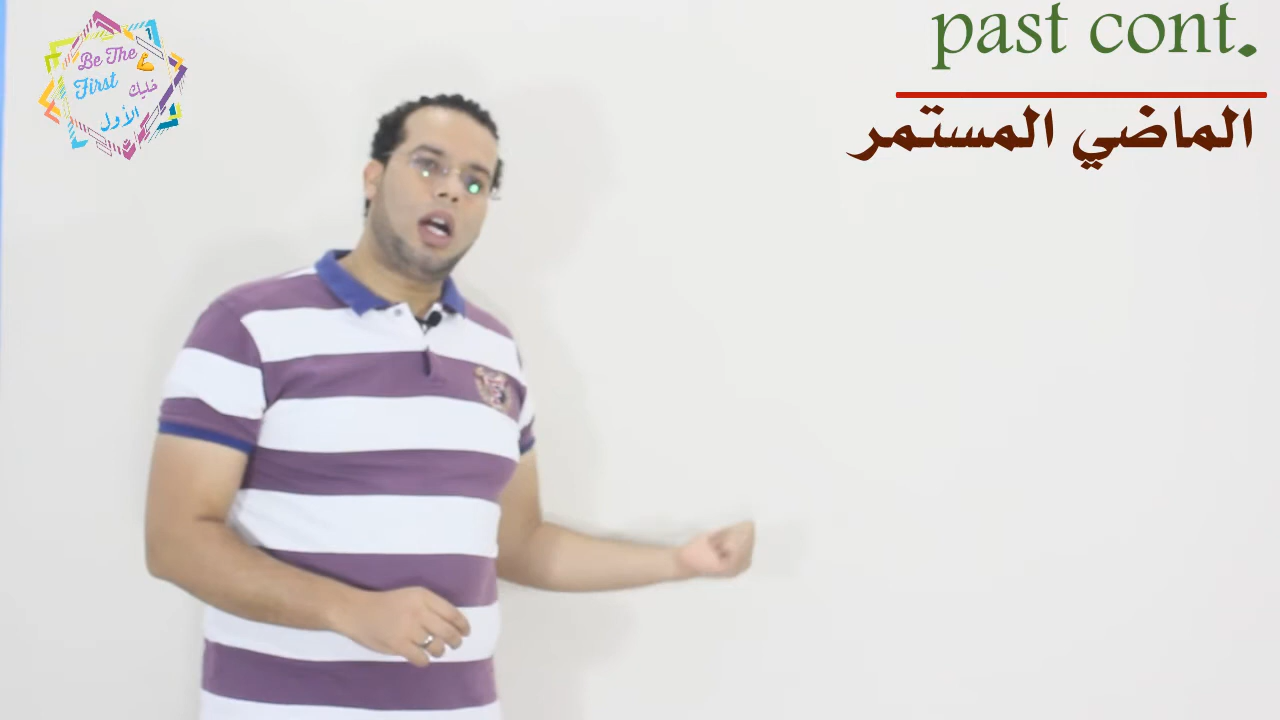 Be The
First
خليك
الأول
past cont.
الماضي المستمر